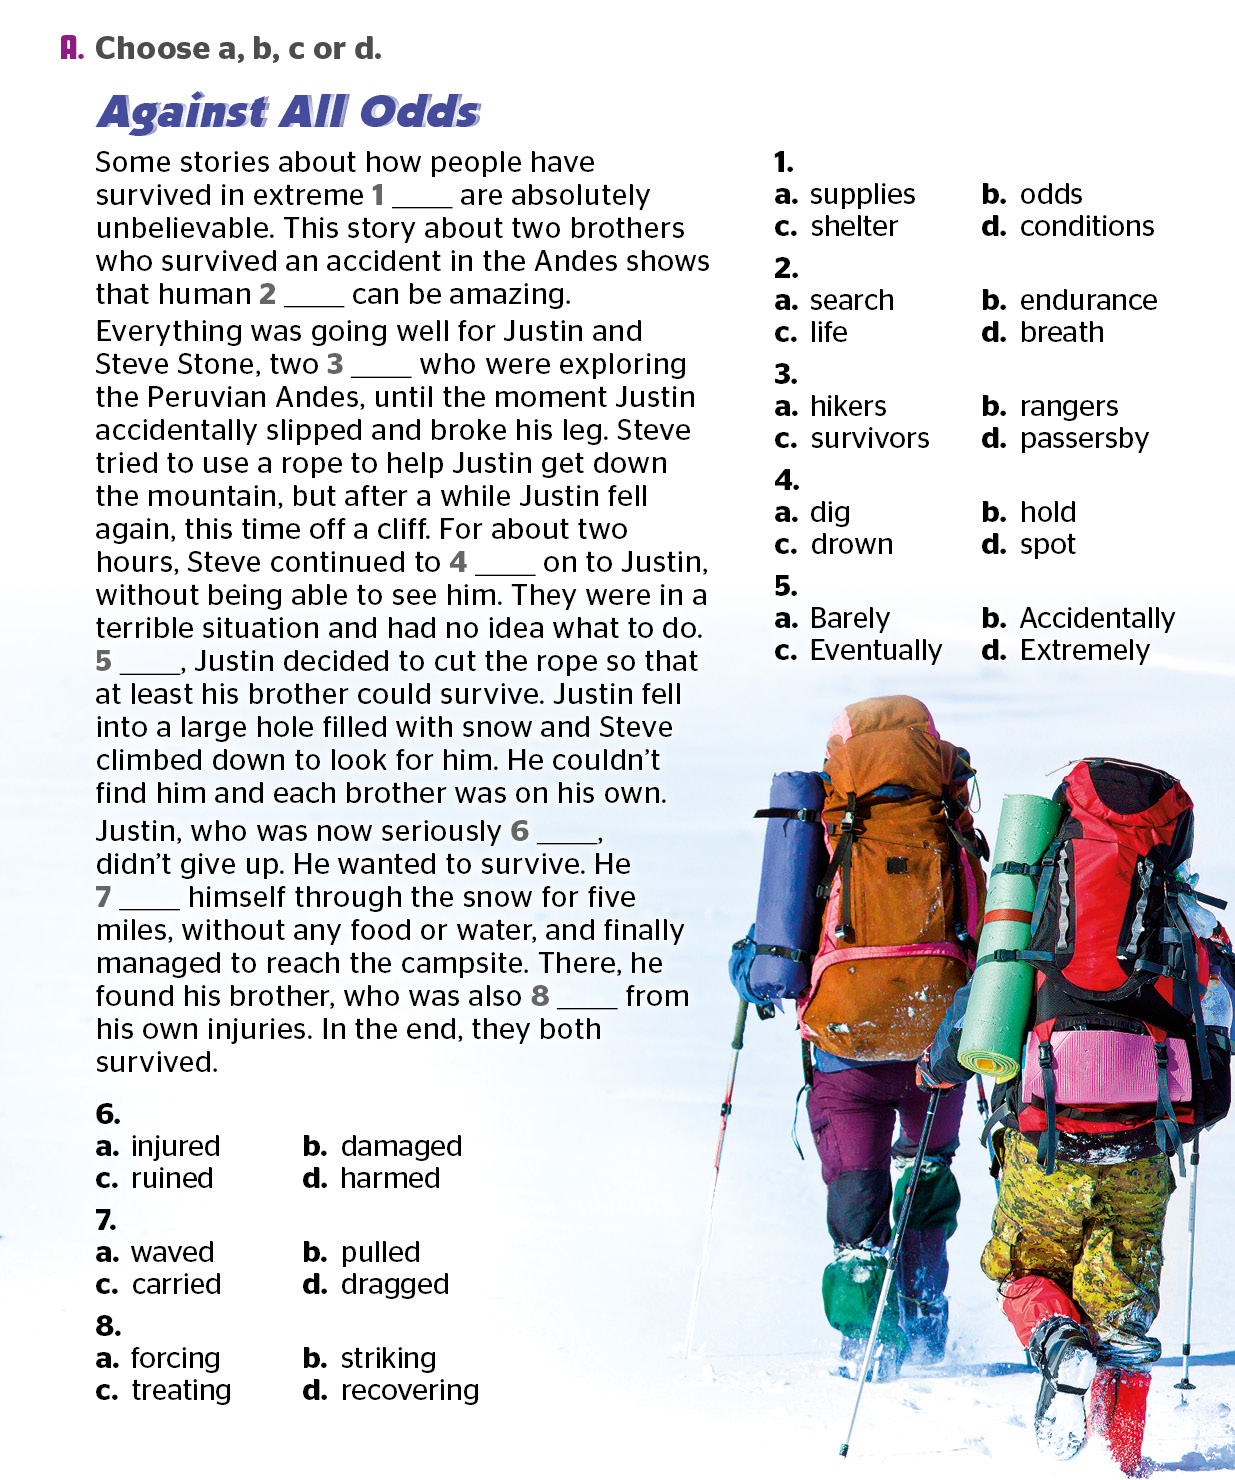 A. Choose a, b, c or d.
Against All Odds
Some stories about how people have
survived in extreme 1 ____ are absolutely
unbelievable. This story about two brothers
who survived an accident in the Andes shows
that human 2 ____ can be amazing.
Everything was going well for Justin and
Steve Stone, two 3 ____ who were exploring
the Peruvian Andes, until the moment Justin
accidentally slipped and broke his leg. Steve
tried to use a rope to help Justin get down
the mountain, but after a while Justin fell
again, this time off a cliff. For about two
hours, Steve continued to 4 ____ on to Justin,
without being able to see him. They were in a
terrible situation and had no idea what to do.
5 ____, Justin decided to cut the rope so that
at least his brother could survive. Justin fell
into a large hole filled with snow and Steve
climbed down to look for him. He couldn’t
find him and each brother was on his own.
Justin, who was now seriously 6 ____,
didn’t give up. He wanted to survive. He
7 ____ himself through the snow for five
miles, without any food or water, and finally
managed to reach the campsite. There, he
found his brother, who was also 8 ____ from
his own injuries. In the end, they both
survived.
1.
a. supplies b. odds
c. shelter d. conditions
2.
a. search b. endurance
c. life d. breath
3.
a. hikers b. rangers
c. survivors d. passersby
4.
a. dig b. hold
c. drown d. spot
5.
a. Barely b. Accidentally
c. Eventually d. Extremely
6.
a. injured b. damaged
c. ruined d. harmed
7.
a. waved b. pulled
c. carried d. dragged
8.
a. forcing b. striking
c. treating d. recovering